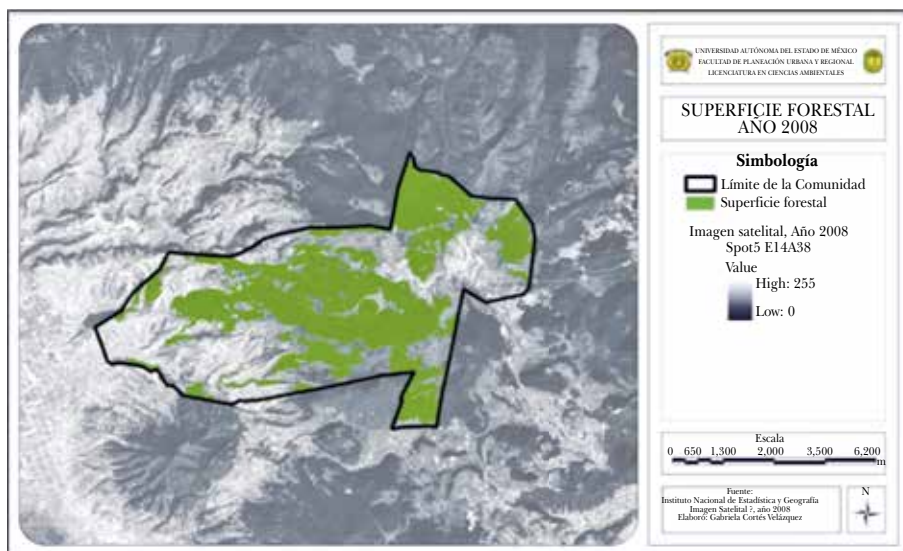 UNIVERSIDAD AUTÓNOMA DEL ESTADO DE MÉXICO
FACULTAD DE PLANEACIÓN URBANA Y REGIONAL
LICENCIATURA EN CIENCIAS AMBIENTALES
SUPERFICIE FORESTAL
AÑO 2008
Simbología
Límite de la Comunidad
Superficie forestal
Imagen satelital, Año 2008
Spot5 E14A38
Value
High: 255
Low: 0
Escala
0 650 1,300 2,000 3,500 6,200
m
Fuente:
Instituto Nacional de Estadística y Geografía
Imagen Satelital ?, año 2008
Elaboró: Gabriela Cortés Velázquez
N